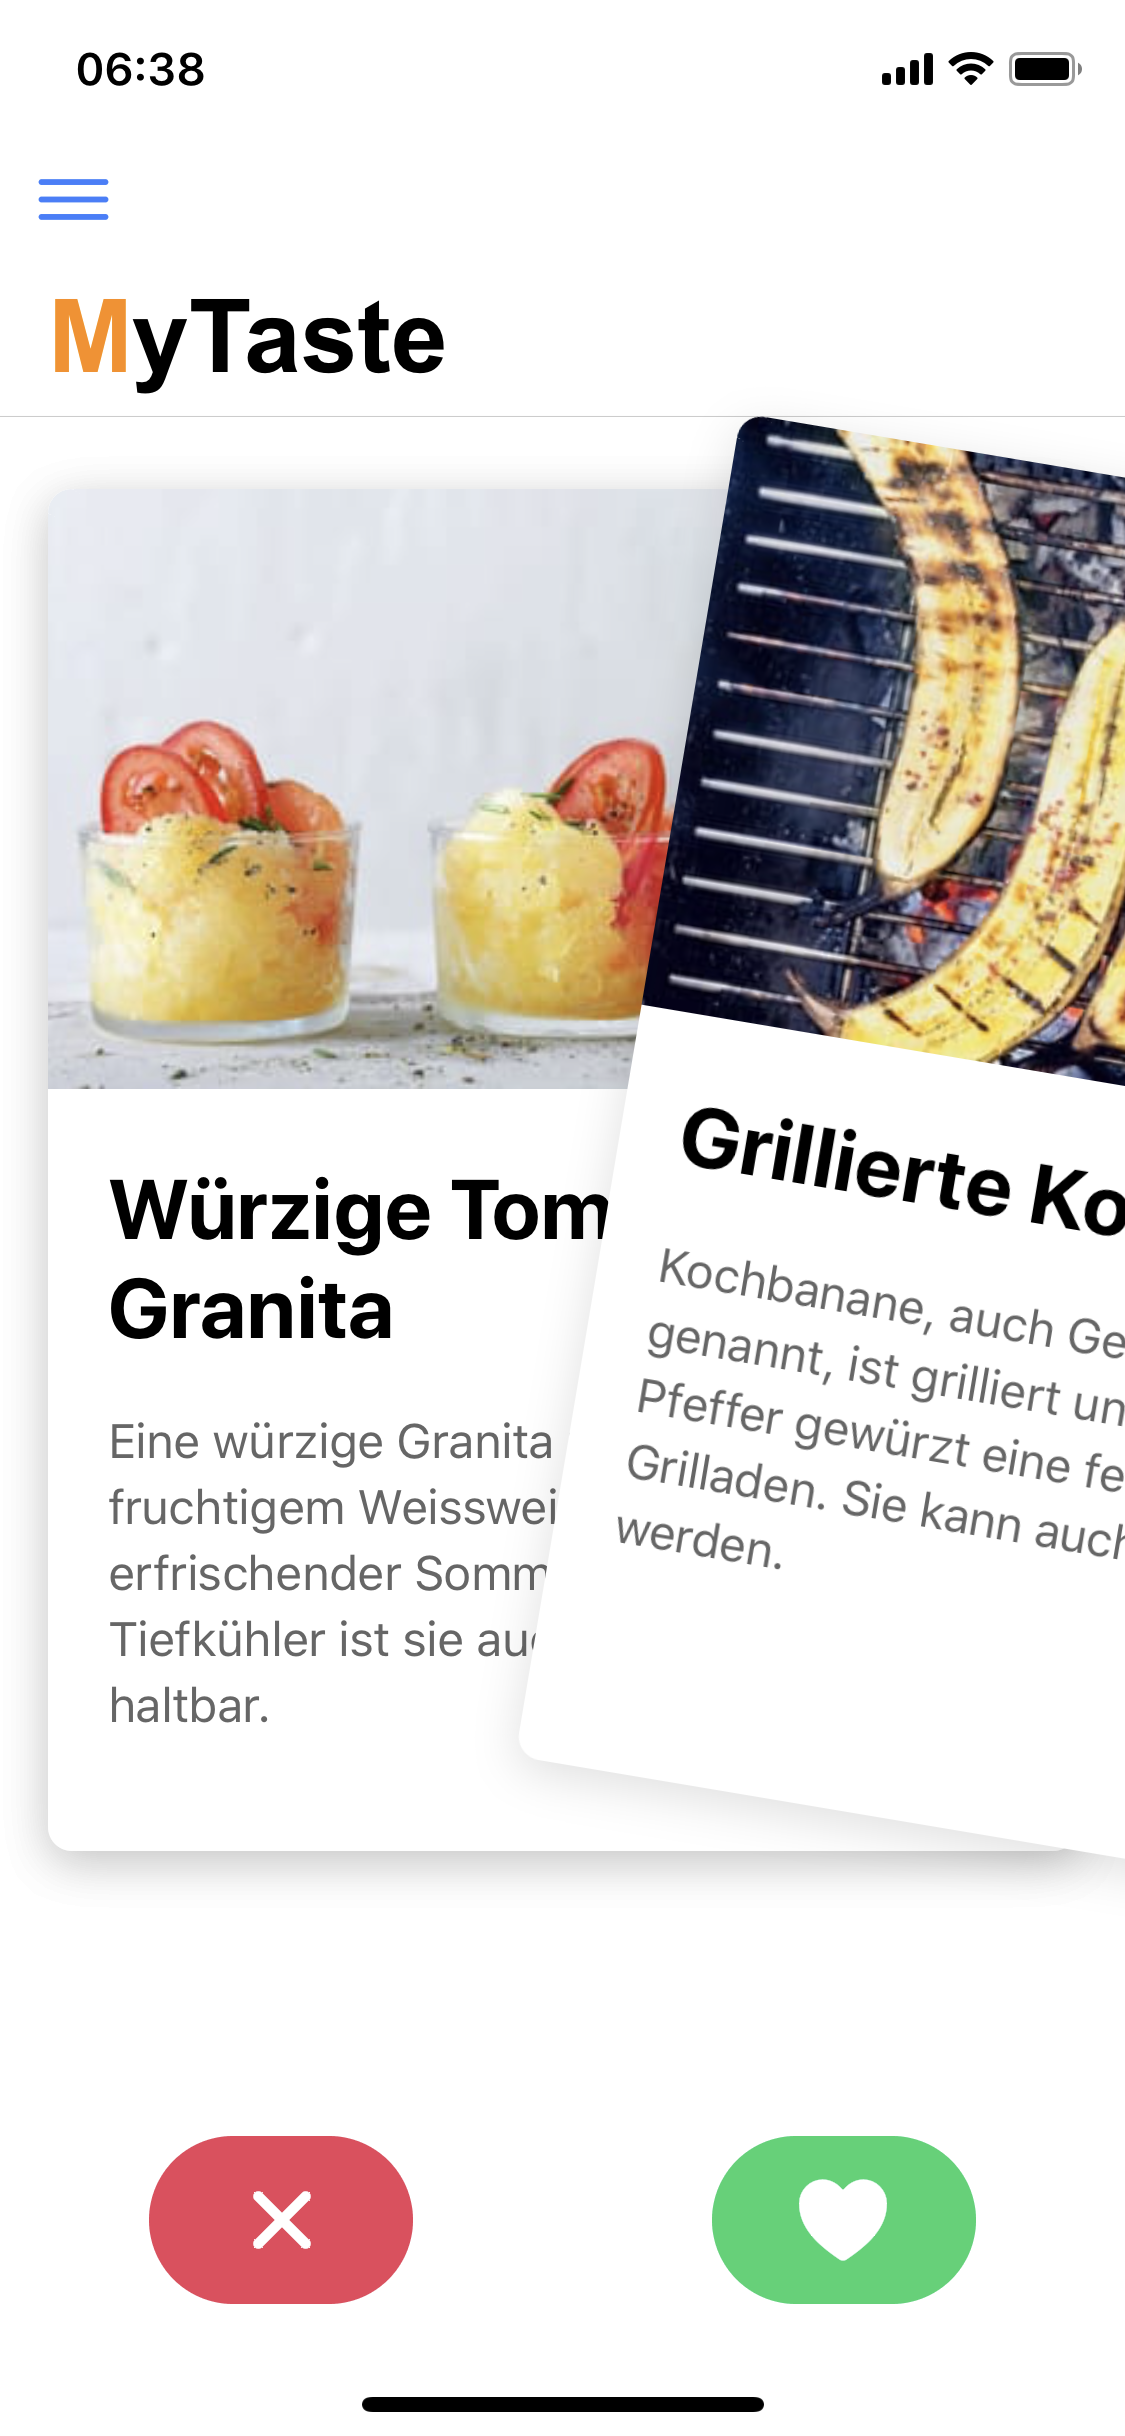 06:38
MyTaste
Würzige Tom
Granita
Eine würzige Granita
fruchtigem Weisswei
erfrischender Somm
Tiefkühler ist sie au
haltbar.
Grillierte Ko
Kochbanane, auch Ge
genannt, ist grilliert un
Pfeffer gewürzt eine fe
Grilladen. Sie kann auch
werden.